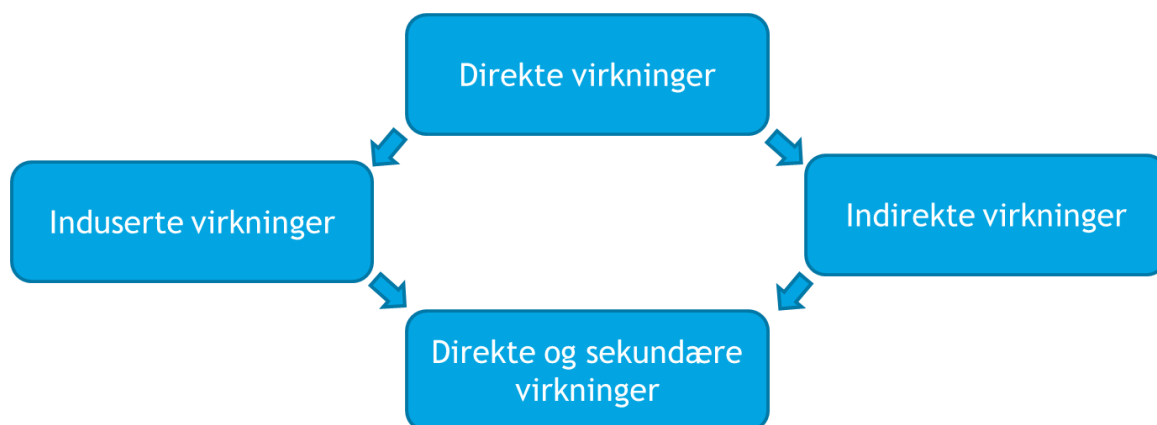 Direkte virkninger
Induserte virkninger
Indirekte virkninger
Direkte og sekundære
virkninger